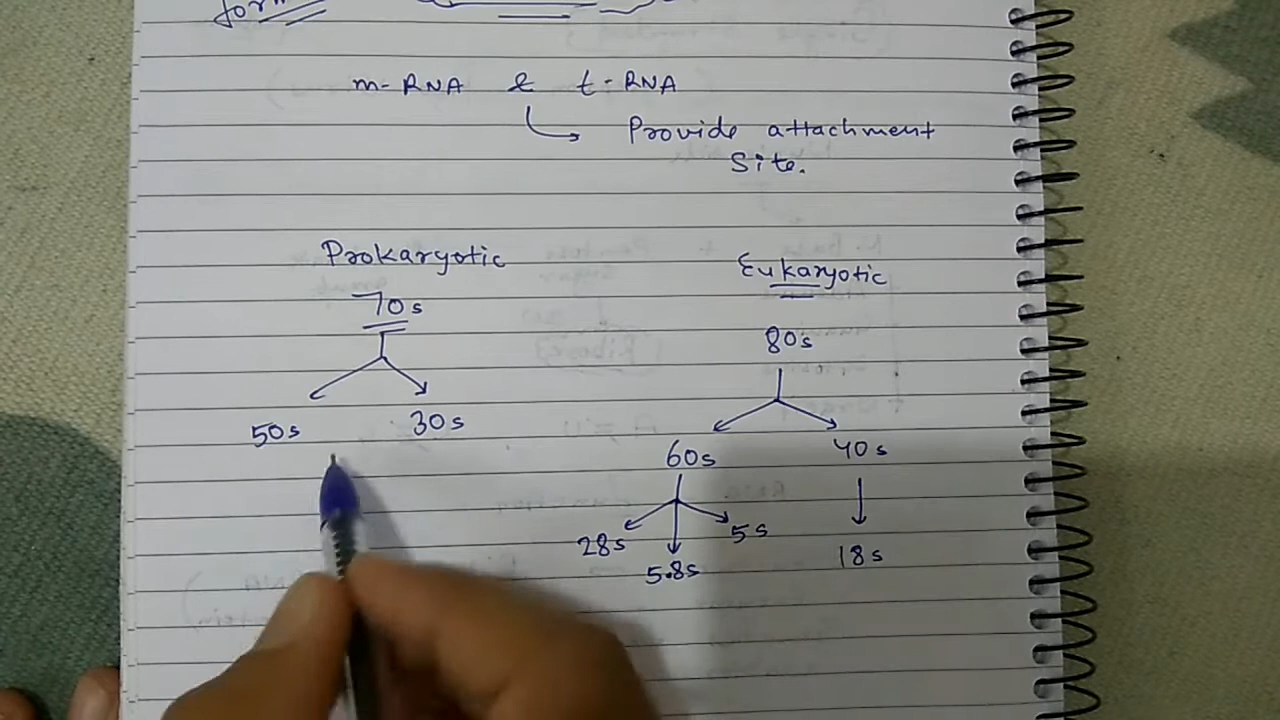 m-RNA & t-RNA
Provide attachment
Site.
Prokaryotic
70s
50s 30s
Eukaryotic
80s
60s 40s
28s 5.8s 5s 18s